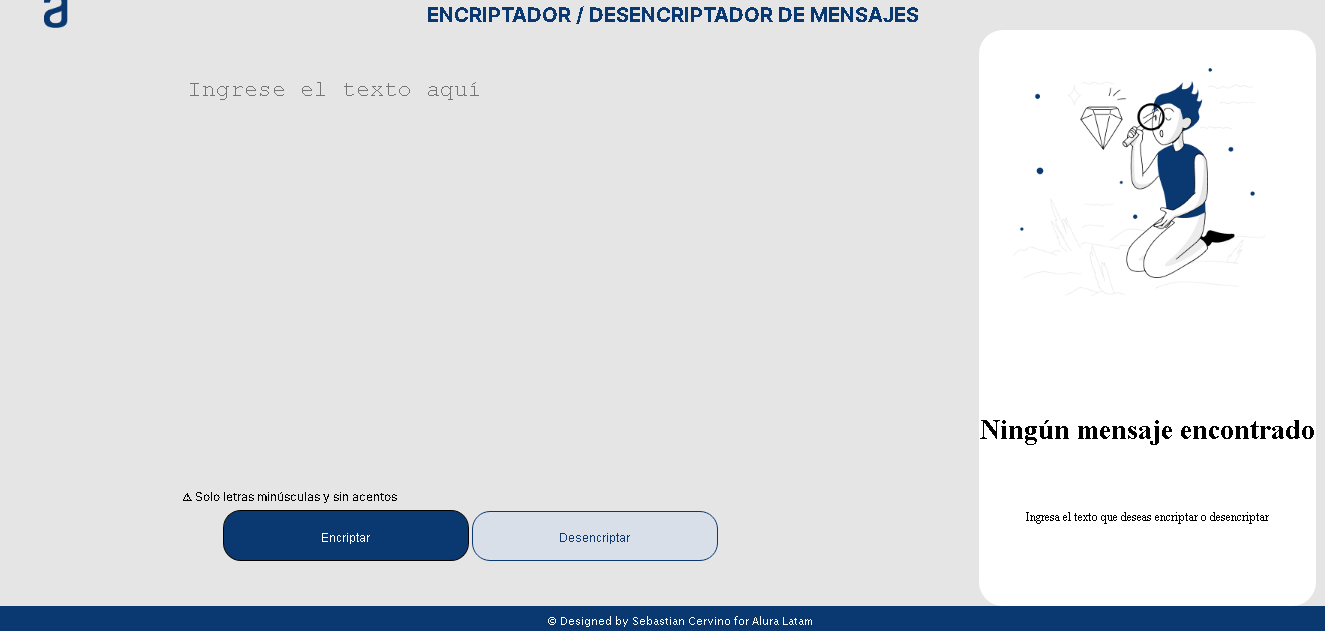 a
ENCRIPTADOR / DESENCRIPTADOR DE MENSAJES
Ingrese el texto aquí
Ningún mensaje encontrado
Ingresa el texto que deseas encriptar o desencriptar
⚠ Solo letras minúsculas y sin acentos
Encriptar
Desencriptar
© Designed by Sebastian Cervino for Alura Latam